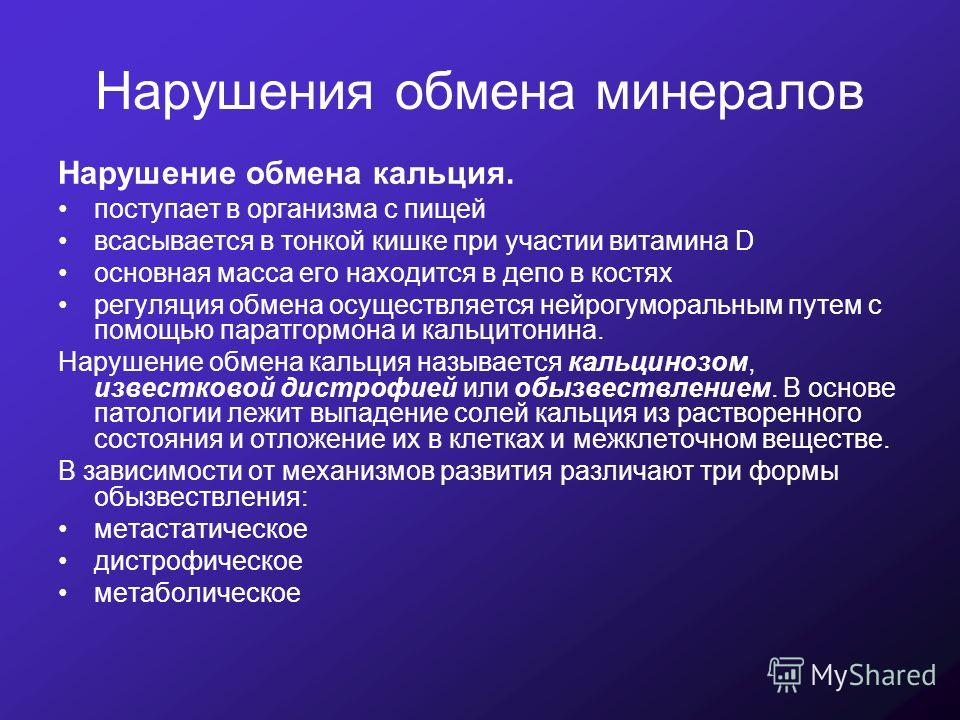 Нарушения обмена минералов
Нарушение обмена кальция.
• поступает в организма с пищей
• всасывается в тонкой кишке при участии витамина D
• основная масса его находится в депо в костях
• регуляция обмена осуществляется нейрогуморальным путем с
помощью паратгормона и кальцитонина.
Нарушение обмена кальция называется кальцинозом,
известковой дистрофией или обызвествлением. В основе
патологии лежит выпадение солей кальция из растворенного
состояния и отложение их в клетках и межклеточном веществе.
В зависимости от механизмов развития различают три формы
обызвествления:
• метастатическое
• дистрофическое
• метаболическое
MyShared